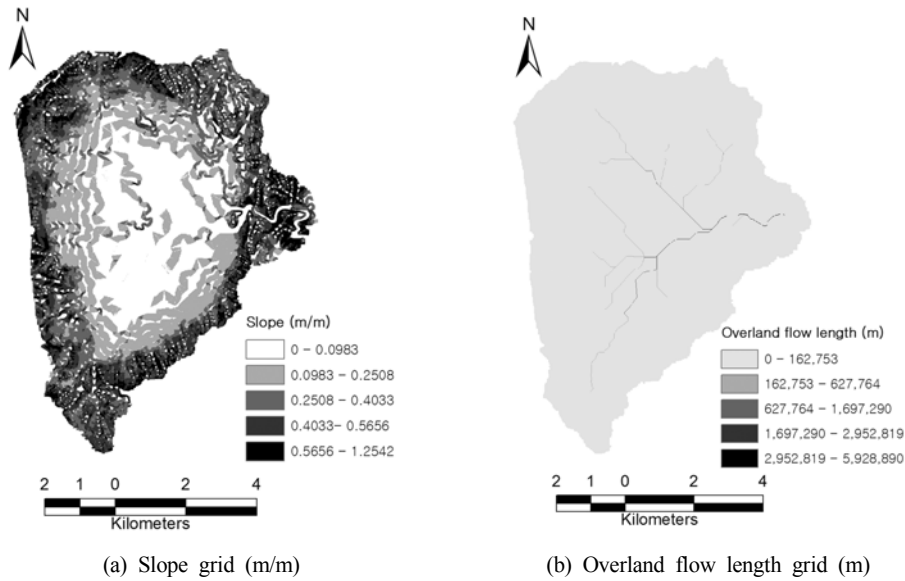 N
Slope (m/m)
0 - 0.0983
0.0983 - 0.2508
0.2508 - 0.4033
0.4033- 0.5656
0.5656 - 1.2542
2 1 0 2 4
Kilometers
(a) Slope grid (m/m)
N
Overland flow length (m)
0 - 162,753
162,753 - 627,764
627,764 - 1,697,290
1,697,290 - 2,952,819
2,952,819 - 5,928,890
2 1 0 2 4
Kilometers
(b) Overland flow length grid (m)